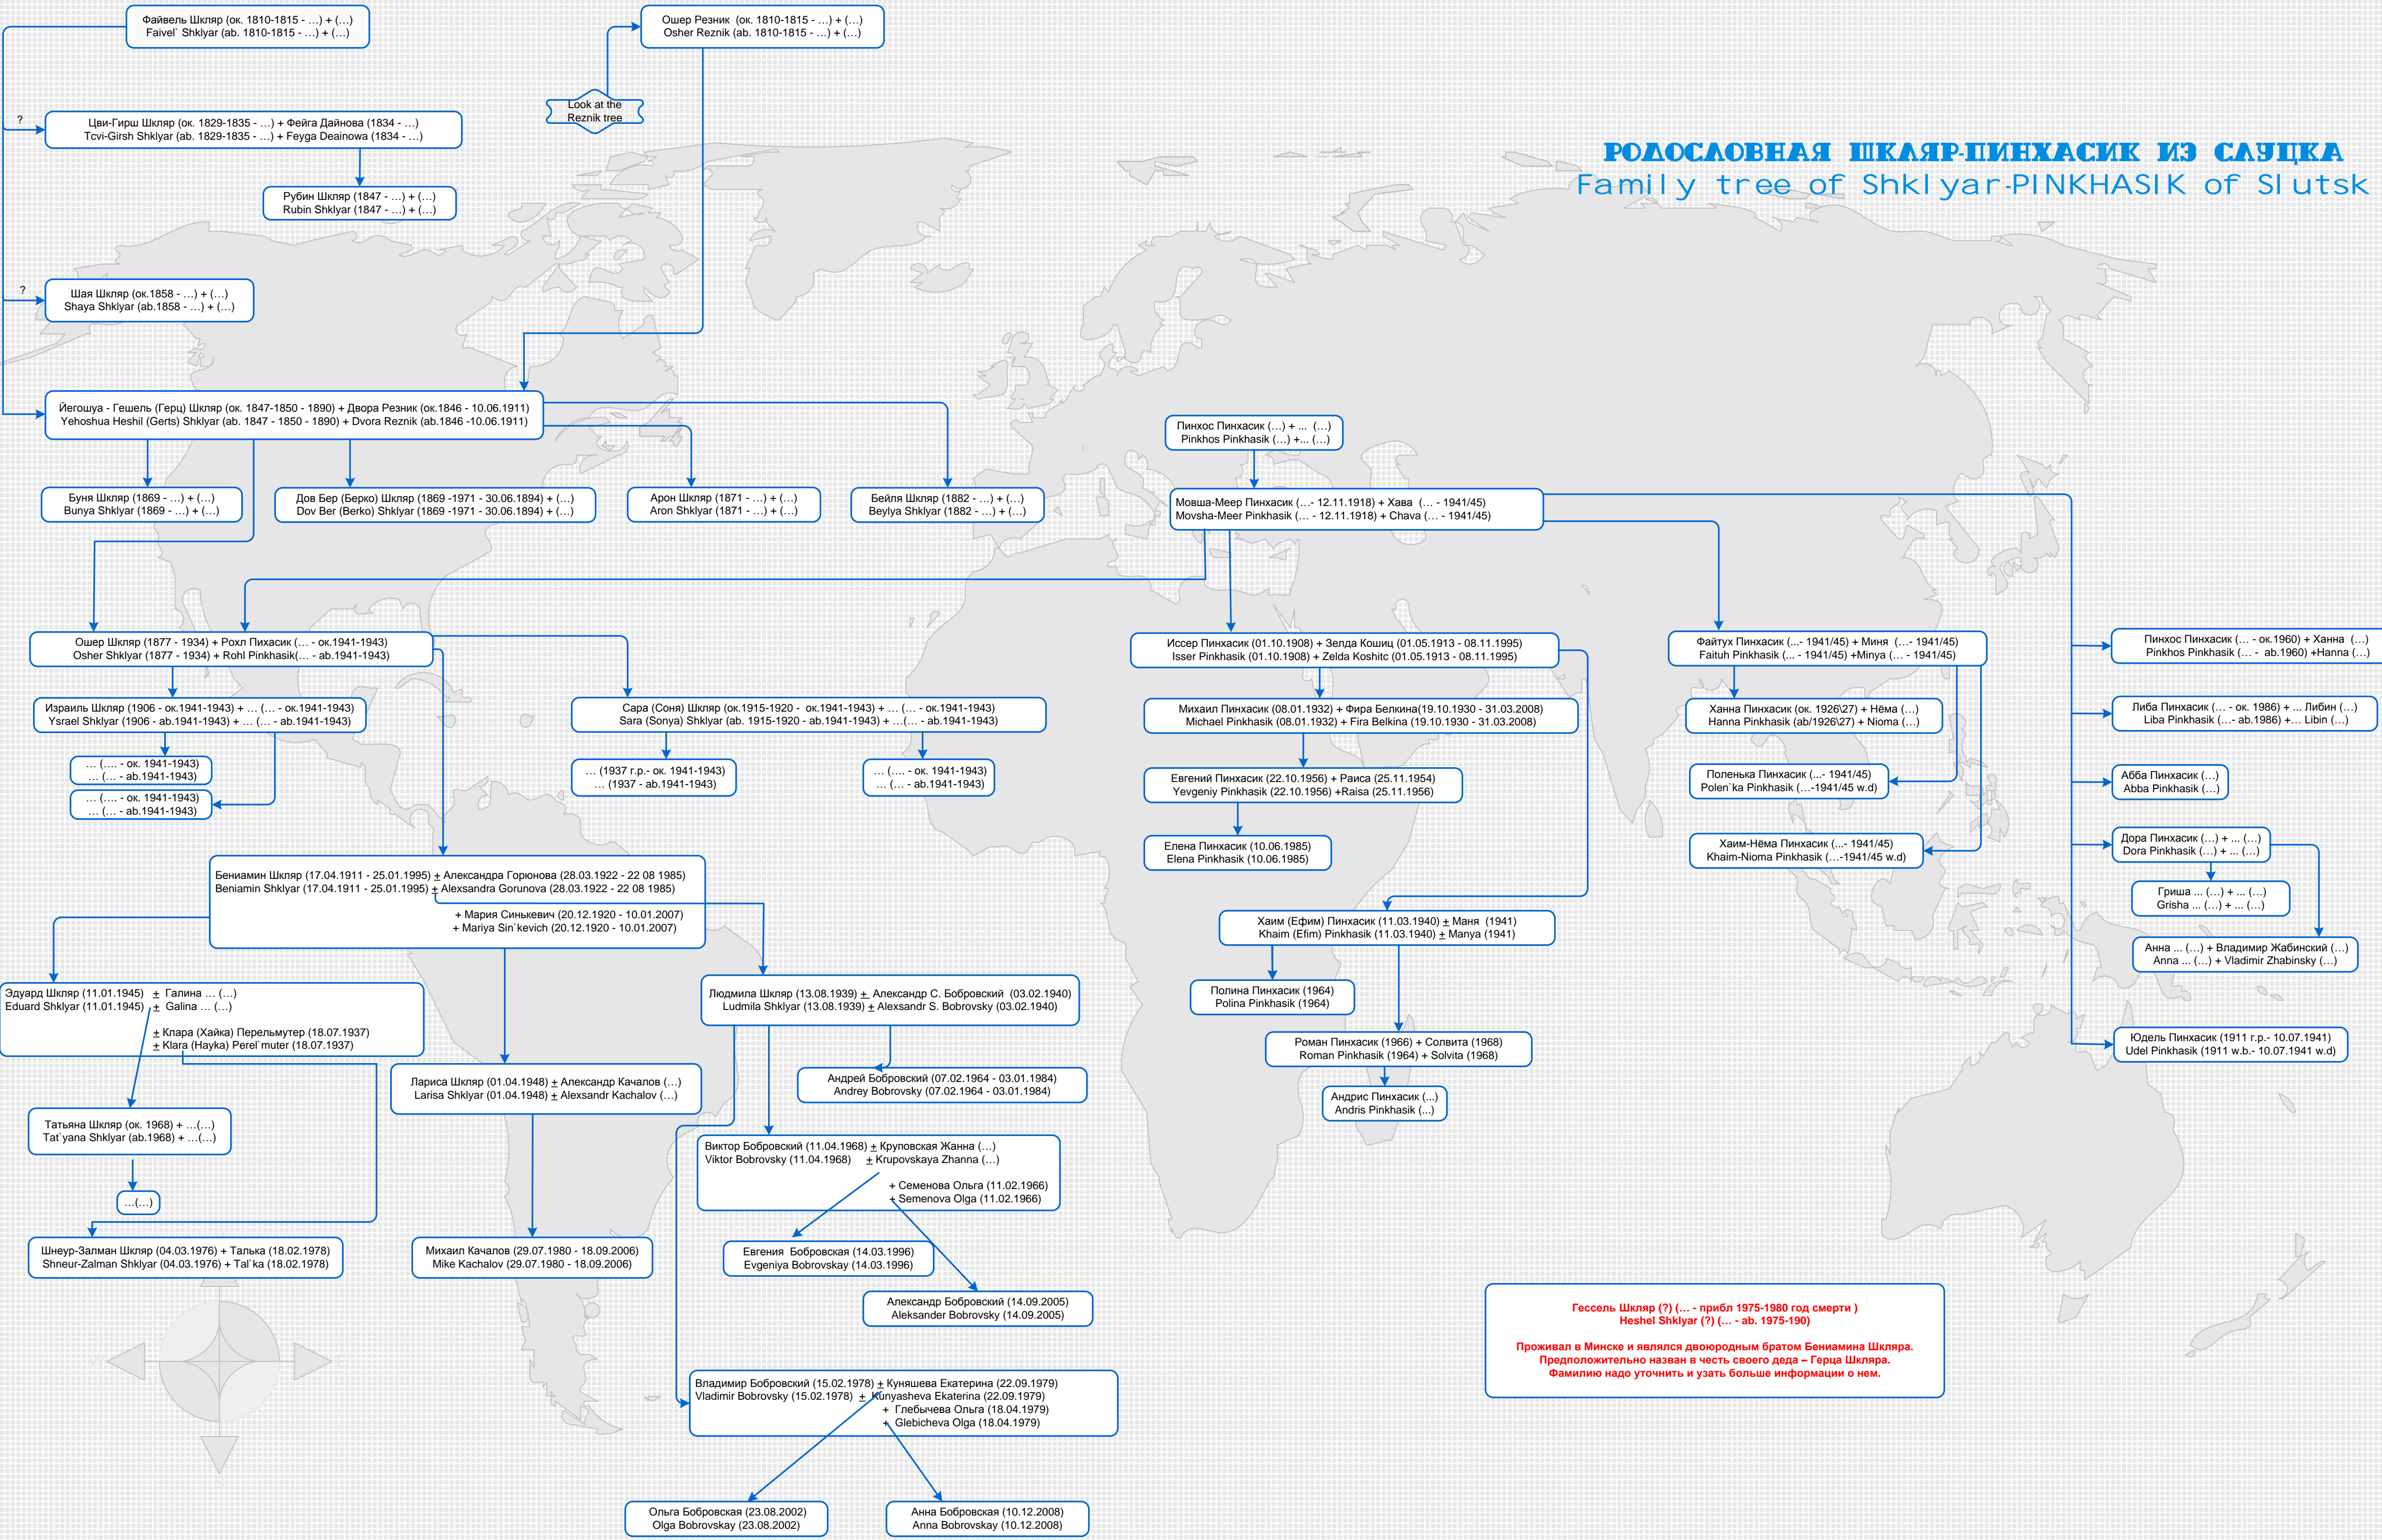 Файвель Шкляр (ок. 1810-1815 - …) + (…)
Faivel` Shklyar (ab. 1810-1815 - …) + (…)
Ошер Резник (ок. 1810-1815 - …) + (…)
Osher Reznik (ab. 1810-1815 - …) + (…)
Look at the
Reznik tree
?
Цви-Гирш Шкляр (ок. 1829-1835 - …) + Фейга Дайнова (1834 - …)
Tcvi-Girsh Shklyar (ab. 1829-1835 - …) + Feyga Deainowa (1834 - …)
РОДОСЛОВНАЯ ШКЛЯР-ПИНХАСИК ИЗ СЛУЦКА
Family tree of Shklyar-PINKHASIK of Slutsk
Рубин Шкляр (1847 - …) + (…)
Rubin Shklyar (1847 - …) + (…)
?
Шая Шкляр (ок.1858 - …) + (…)
Shaya Shklyar (ab.1858 - …) + (…)
Йегошуа - Гешель (Герц) Шкляр (ок. 1847-1850 - 1890) + Двора Резник (ок.1846 - 10.06.1911)
Yehoshua Heshil (Gerts) Shklyar (ab. 1847 - 1850 - 1890) + Dvora Reznik (ab.1846 -10.06.1911)
Пинхос Пинхасик (…) + ... (…)
Pinkhos Pinkhasik (…) +... (…)
Буня Шкляр (1869 - …) + (…)
Bunya Shklyar (1869 - …) + (…)
Дов Бер (Берко) Шкляр (1869 -1971 - 30.06.1894) + (…)
Dov Ber (Berko) Shklyar (1869 -1971 - 30.06.1894) + (…)
Арон Шкляр (1871 - …) + (…)
Aron Shklyar (1871 - …) + (…)
Бейля Шкляр (1882 - …) + (…)
Beylya Shklyar (1882 - …) + (…)
Мовша-Меер Пинхасик (…- 12.11.1918) + Хава (… - 1941/45)
Movsha-Meer Pinkhasik (… - 12.11.1918) + Chava (… - 1941/45)
Ошер Шкляр (1877 - 1934) + Рохл Пихасик (… - ок.1941-1943)
Osher Shklyar (1877 - 1934) + Rohl Pinkhasik(… - ab.1941-1943)
Иссер Пинхасик (01.10.1908) + Зелда Кошиц (01.05.1913 - 08.11.1995)
Isser Pinkhasik (01.10.1908) + Zelda Koshitc (01.05.1913 - 08.11.1995)
Файтух Пинхасик (...- 1941/45) + Миня (…- 1941/45)
Faituh Pinkhasik (... - 1941/45) +Minya (… - 1941/45)
Пинхос Пинхасик (… - ок.1960) + Ханна (…)
Pinkhos Pinkhasik (… - ab.1960) +Hanna (…)
Израиль Шкляр (1906 - ок.1941-1943) + … (… - ок.1941-1943)
Ysrael Shklyar (1906 - ab.1941-1943) + … (… - ab.1941-1943)
Сара (Соня) Шкляр (ок.1915-1920 - ок.1941-1943) + … (… - ок.1941-1943)
Sara (Sonya) Shklyar (ab. 1915-1920 - ab.1941-1943) + …(… - ab.1941-1943)
Михаил Пинхасик (08.01.1932) + Фира Белкина(19.10.1930 - 31.03.2008)
Michael Pinkhasik (08.01.1932) + Fira Belkina (19.10.1930 - 31.03.2008)
Ханна Пинхасик (ок. 1926\27) + Нёма (…)
Hanna Pinkhasik (ab/1926\27) + Nioma (…)
Либа Пинхасик (… - ок. 1986) + ... Либин (…)
Liba Pinkhasik (…- ab.1986) +… Libin (…)
… (…. - ок. 1941-1943)
… (… - ab.1941-1943)
… (1937 г.р.- ок. 1941-1943)
… (1937 - ab.1941-1943)
… (…. - ок. 1941-1943)
… (… - ab.1941-1943)
Евгений Пинхасик (22.10.1956) + Раиса (25.11.1954)
Yevgeniy Pinkhasik (22.10.1956) +Raisa (25.11.1956)
Поленька Пинхасик (...- 1941/45)
Polen`ka Pinkhasik (…-1941/45 w.d)
Абба Пинхасик (…)
Abba Pinkhasik (…)
… (…. - ок. 1941-1943)
… (… - ab.1941-1943)
Елена Пинхасик (10.06.1985)
Elena Pinkhasik (10.06.1985)
Хаим-Нёма Пинхасик (...- 1941/45)
Khaim-Nioma Pinkhasik (…-1941/45 w.d)
Дора Пинхасик (…) + ... (…)
Dora Pinkhasik (…) + ... (…)
Бениамин Шкляр (17.04.1911 - 25.01.1995) ± Александра Горюнова (28.03.1922 - 22 08 1985)
Beniamin Shklyar (17.04.1911 - 25.01.1995) ± Alexsandra Gorunova (28.03.1922 - 22 08 1985)
+ Мария Синькевич (20.12.1920 - 10.01.2007)
+ Mariya Sin`kevich (20.12.1920 - 10.01.2007)
Гриша ... (…) + ... (…)
Grisha ... (…) + ... (…)
Хаим (Ефим) Пинхасик (11.03.1940) ± Маня (1941)
Khaim (Efim) Pinkhasik (11.03.1940) ± Manya (1941)
Анна ... (…) + Владимир Жабинский (…)
Anna ... (…) + Vladimir Zhabinsky (…)
Эдуард Шкляр (11.01.1945) ± Галина … (…)
Eduard Shklyar (11.01.1945) ± Galina … (…)
± Клара (Хайка) Перельмутер (18.07.1937)
± Klara (Hayka) Perel`muter (18.07.1937)
Людмила Шкляр (13.08.1939) ± Александр С. Бобровский (03.02.1940)
Ludmila Shklyar (13.08.1939) ± Alexsandr S. Bobrovsky (03.02.1940)
Полина Пинхасик (1964)
Polina Pinkhasik (1964)
Роман Пинхасик (1966) + Солвита (1968)
Roman Pinkhasik (1964) + Solvita (1968)
Юдель Пинхасик (1911 г.р.- 10.07.1941)
Udel Pinkhasik (1911 w.b.- 10.07.1941 w.d)
Лариса Шкляр (01.04.1948) ± Александр Качалов (…)
Larisa Shklyar (01.04.1948) ± Alexsandr Kachalov (…)
Андрей Бобровский (07.02.1964 - 03.01.1984)
Andrey Bobrovsky (07.02.1964 - 03.01.1984)
Андрис Пинхасик (...)
Andris Pinkhasik (...)
Татьяна Шкляр (ок. 1968) + …(…)
Tat`yana Shklyar (ab.1968) + …(…)
Виктор Бобровский (11.04.1968) ± Круповская Жанна (…)
Viktor Bobrovsky (11.04.1968) ± Krupovskaya Zhanna (…)
+ Семенова Ольга (11.02.1966)
+ Semenova Olga (11.02.1966)
…(…)
Шнеур-Залман Шкляр (04.03.1976) + Талька (18.02.1978)
Shneur-Zalman Shklyar (04.03.1976) + Tal`ka (18.02.1978)
Михаил Качалов (29.07.1980 - 18.09.2006)
Mike Kachalov (29.07.1980 - 18.09.2006)
Евгения Бобровская (14.03.1996)
Evgeniya Bobrovskay (14.03.1996)
Александр Бобровский (14.09.2005)
Aleksander Bobrovsky (14.09.2005)
Гессель Шкляр (?) (… - прибл 1975-1980 год смерти )
Heshel Shklyar (?) (… - ab. 1975-190)
Проживал в Минске и являлся двоюродным братом Бениамина Шкляра.
Предположительно назван в честь своего деда – Герца Шкляра.
Фамилию надо уточнить и узать больше информации о нем.
Владимир Бобровский (15.02.1978) ± Куняшева Екатерина (22.09.1979)
Vladimir Bobrovsky (15.02.1978) ± Kunyasheva Ekaterina (22.09.1979)
+ Глебычева Ольга (18.04.1979)
+ Glebicheva Olga (18.04.1979)
Ольга Бобровская (23.08.2002)
Olga Bobrovskay (23.08.2002)
Анна Бобровская (10.12.2008)
Anna Bobrovskay (10.12.2008)